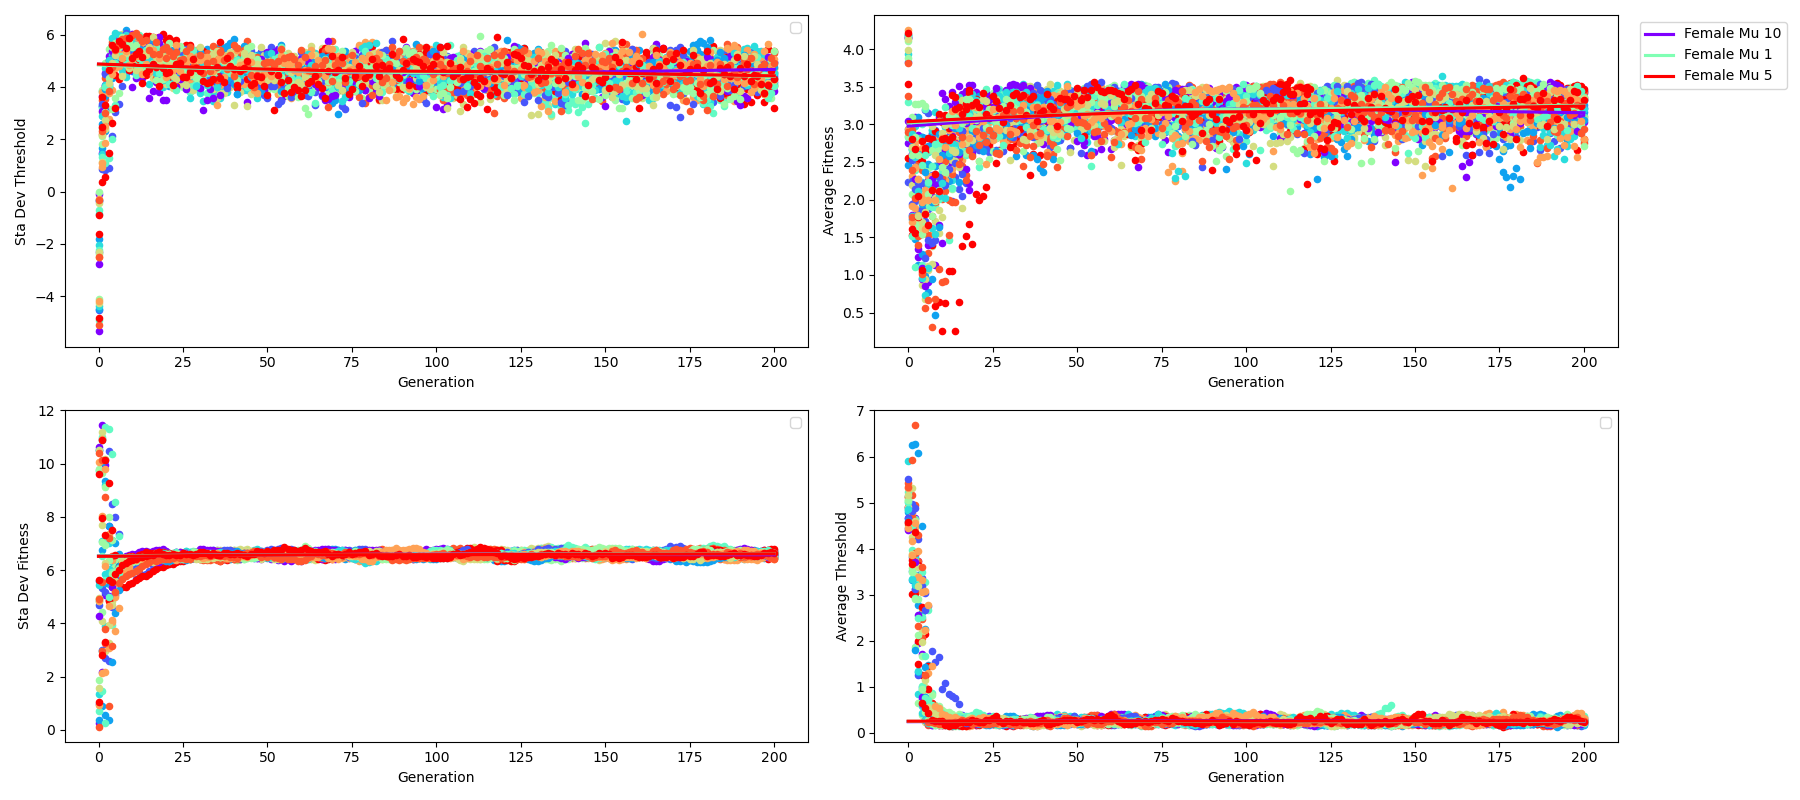 6
4
2
0
−2
−4
Sta Dev Threshold
0 25 50 75 100 125 150 175 200
Generation
4.0
3.5
3.0
2.5
2.0
1.5
1.0
0.5
Average Fitness
0 25 50 75 100 125 150 175 200
Generation
Female Mu 10
Female Mu 1
Female Mu 5
12
10
8
6
4
2
0
Sta Dev Fitness
0 25 50 75 100 125 150 175 200
Generation
7
6
5
4
3
2
1
0
Average Threshold
0 25 50 75 100 125 150 175 200
Generation